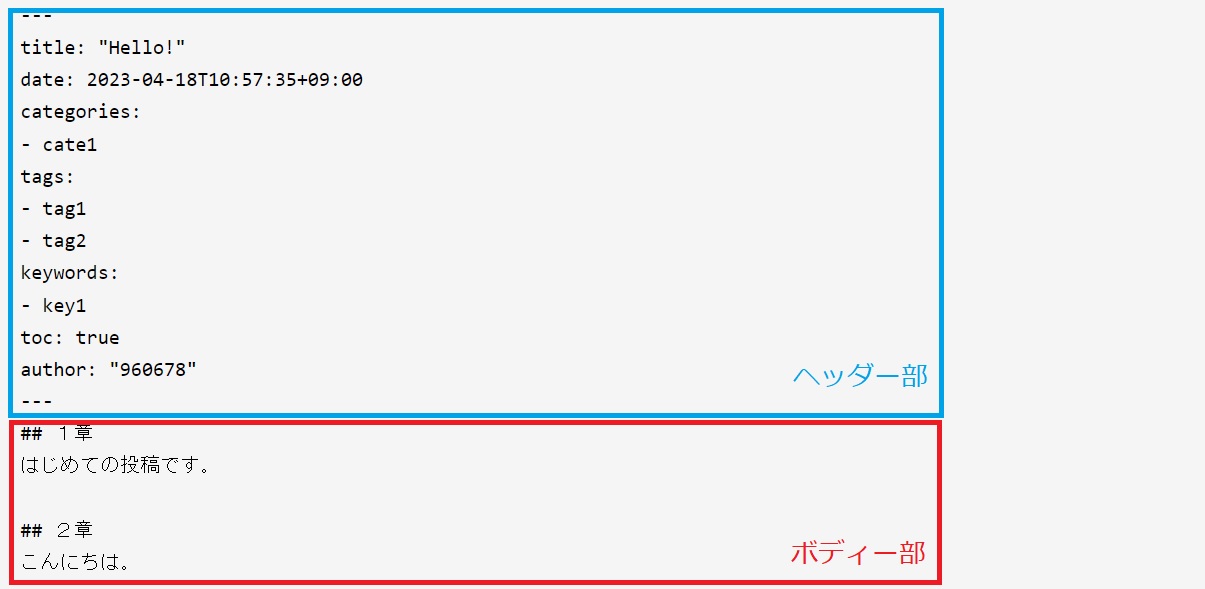 ---
title: "Hello!"
date: 2023-04-18T10:57:35+09:00
categories:
- cate1
tags:
- tag1
- tag2
keywords:
- key1
toc: true
author: "960678"
ヘッダー部
---
## １章
はじめての投稿です。
## ２章
こんにちは。
ボディー部